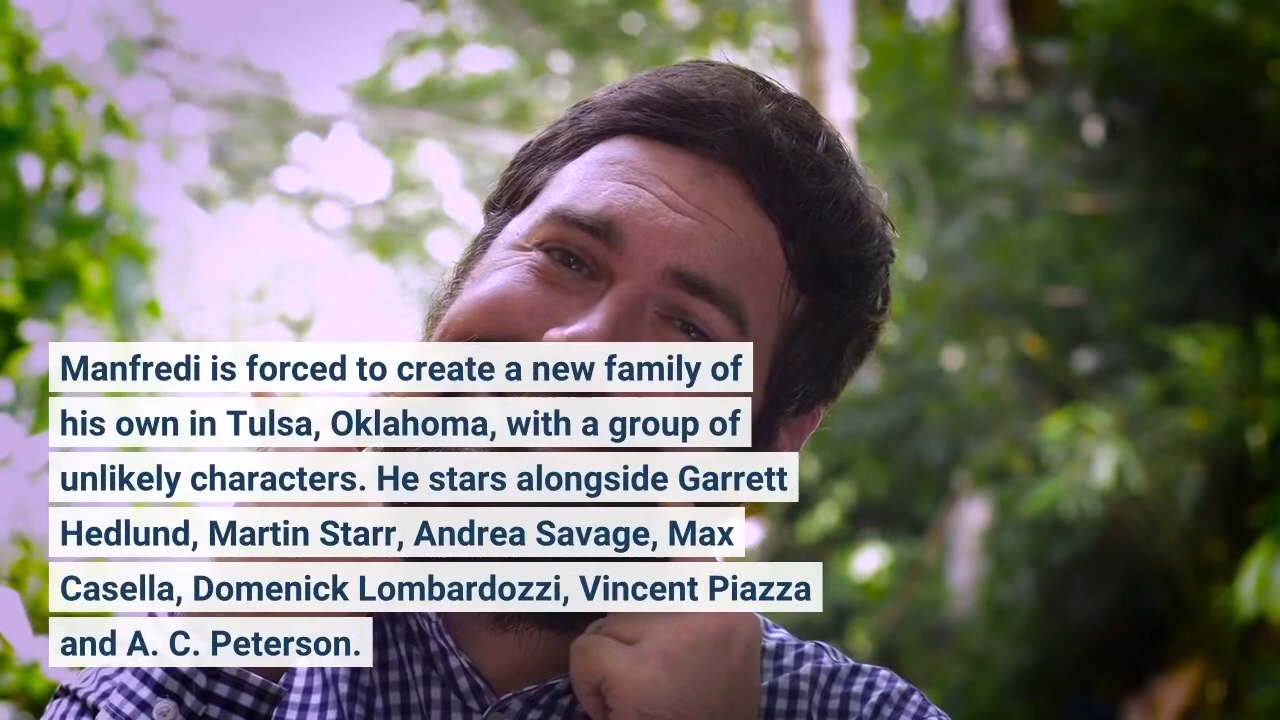 Manfredi is forced to create a new family of
his own in Tulsa, Oklahoma, with a group of
unlikely characters. He stars alongside Garrett
Hedlund, Martin Starr, Andrea Savage, Max
Casella, Domenick Lombardozzi, Vincent Piazza
and A. C. Peterson.